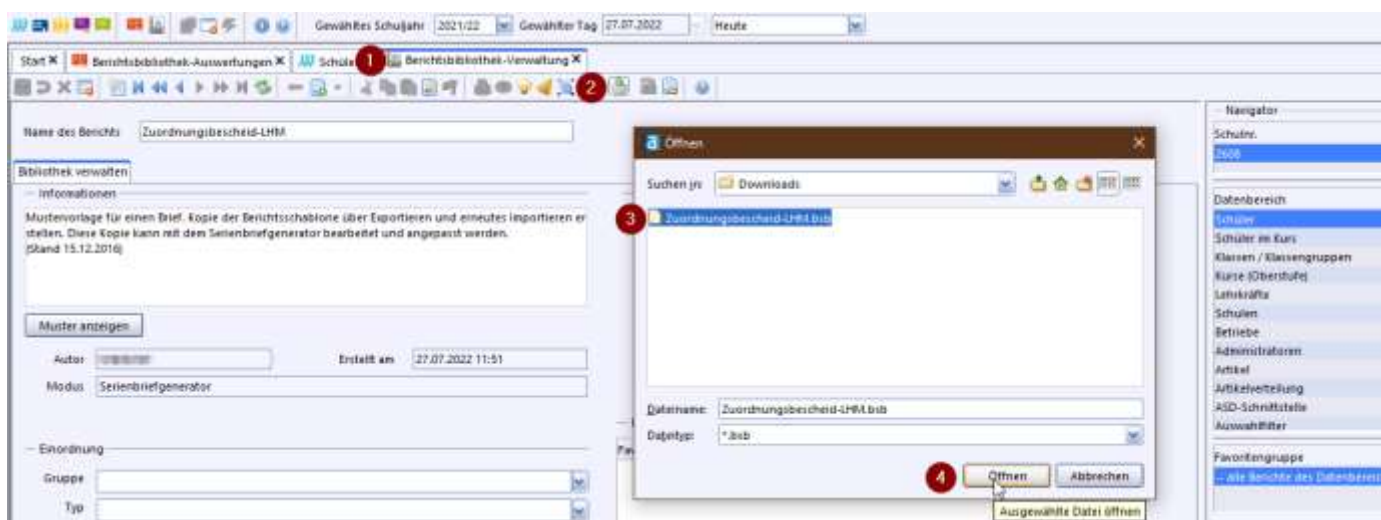 Gewähltes Schuljahr 2021/22 Gewählter Tag 27.07.2022 Heute
Start Berichtsbibliothek-Auswertungen Schüle 1 Berichtsbibliothek-Verwaltung
2
Name des Berichts Zuordnungsbescheid-LHM
Bibliothek verwalten
Informationen
Mustervorlage für einen Brief. Kopie der Berichtsschablone über Exportieren und erneutes Importieren er
stellen. Diese Kopie kann mit dem Serienbriefgenerator bearbeitet und angepasst werden.
(Stand 15.12.2016)
Muster anzeigen
Autor
Erstellt am 27.07.2022 11:51
Modus Serienbriefgenerator
Einordnung
Gruppe
Typ
Fav
Öffnen
Suchen in: Downloads
3 Zuordnungsbescheid-LHM.bsb
Dateiname: Zuordnungsbescheid-LHM.bsb
Dateityp: *.bsb
4 Öffnen Abbrechen
Ausgewählte Datei öffnen
Navigator
Schulnr.
2608
Datenbereich
Schüler
Schüler im Kurs
Klassen / Klassengruppen
Kurse (Oberstufe)
Lehrkräfte
Schulen
Betriebe
Administratoren
Artikel
Artikelverteilung
ASD-Schnittstelle
Auswahlfilter
Favoritengruppe
-- Alle Berichte des Datenbereic